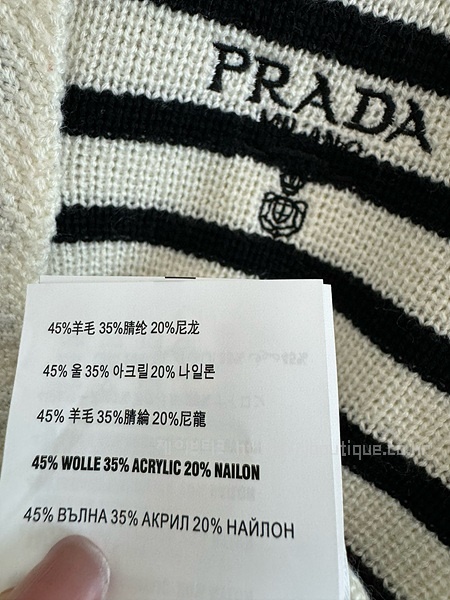 PRADA
MILANO
45%羊毛 35%腈纶 20%尼龙
45% 울 35% 아크릴 20% 나일론
45% 羊毛 35%腈綸 20%尼龍
45% WOLLE 35% ACRYLIC 20% NAILON
45% ВЪЛНА 35% АКРИЛ 20% НАЙЛОН